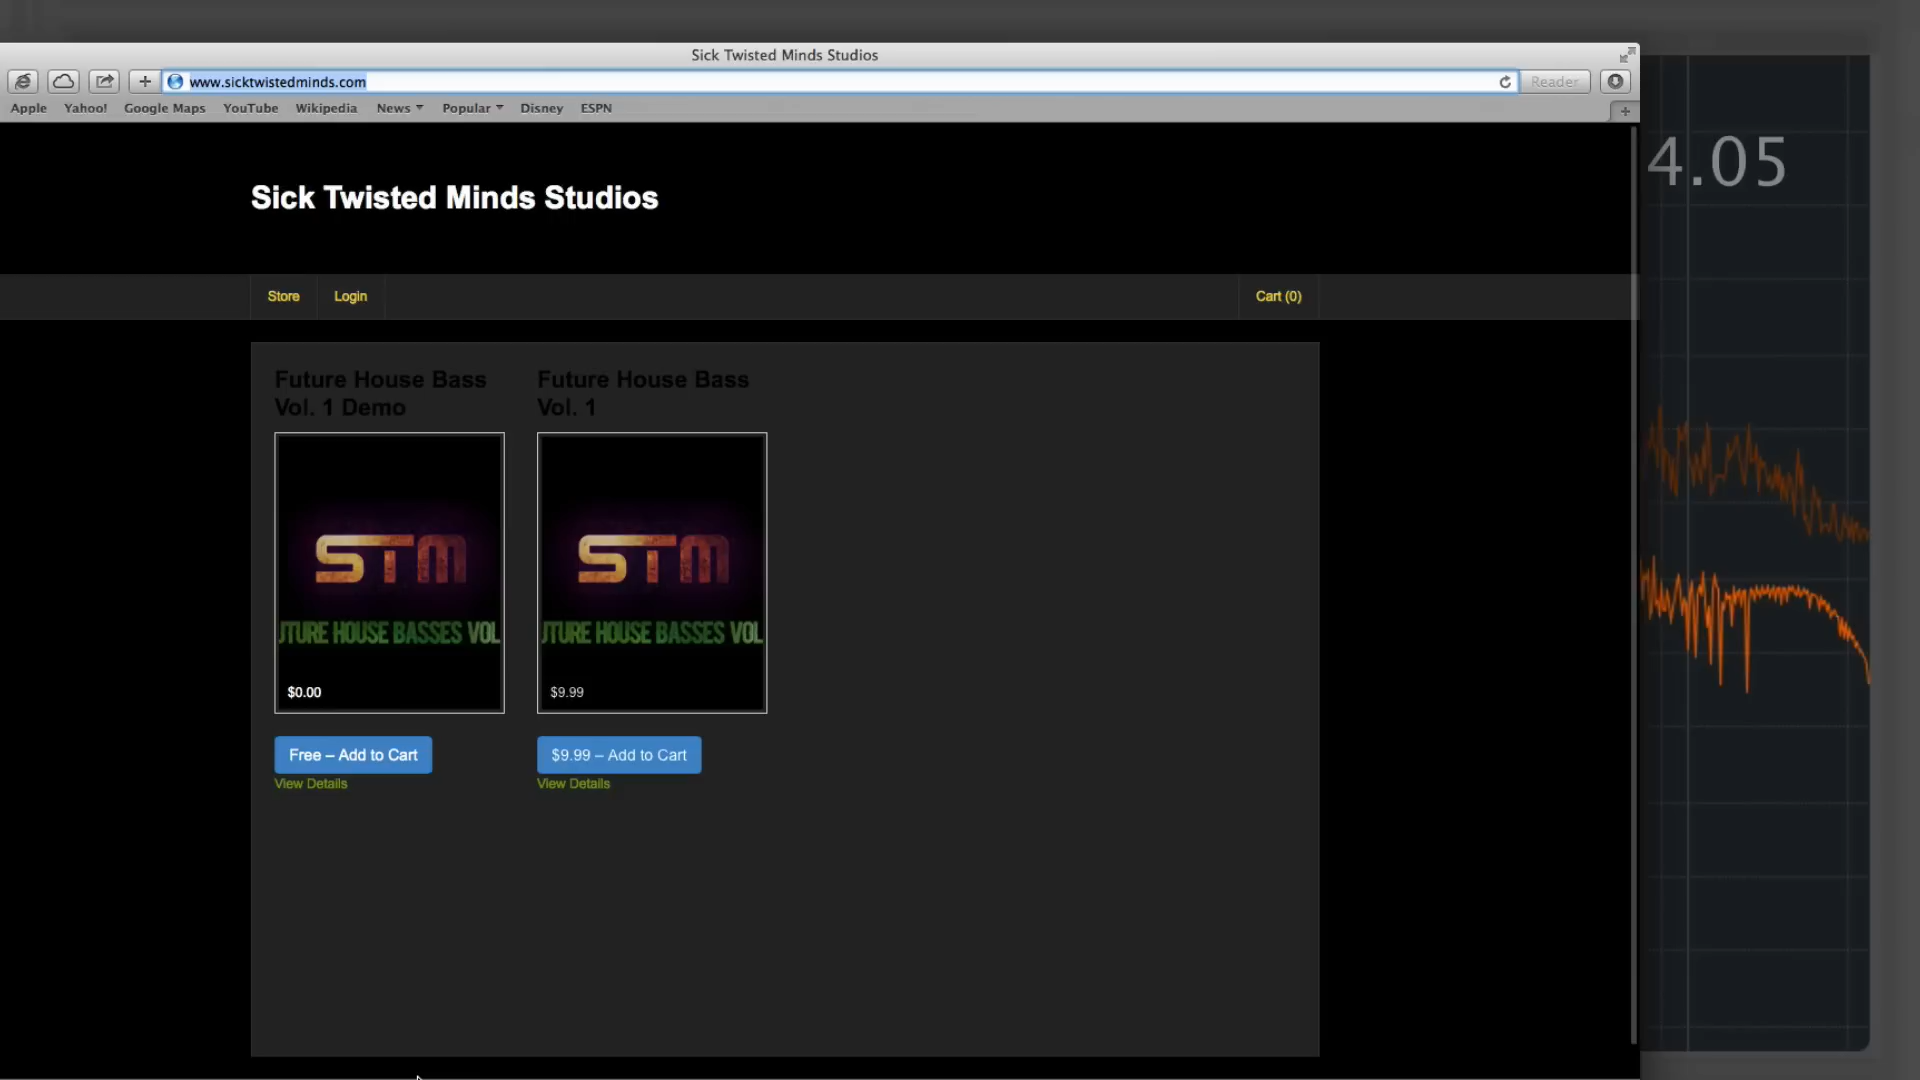 Sick Twisted Minds Studios
www.sicktwistedminds.com
Reader
Apple Yahoo! Google Maps YouTube Wikipedia News Popular Disney ESPN
4.05
Sick Twisted Minds Studios
Store Login Cart (0)
Future House Bass
Vol. 1 Demo
STM
UTURE HOUSE BASSES VOL
$0.00
Free – Add to Cart
View Details
Future House Bass
Vol. 1
STM
UTURE HOUSE BASSES VOL
$9.99
$9.99 – Add to Cart
View Details